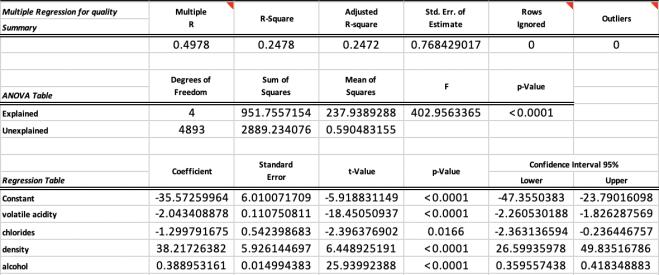 Multiple Regression for quality Multiple R-Square Adjusted Std. Err. of Rows Outliers
Summary R R-square Estimate Ignored
0.4978 0.2478 0.2472 0.768429017 0 0
Degrees of Sum of Mean of F p-Value
ANOVA Table Freedom Squares Squares
Explained 4 951.7557154 237.9389288 402.9563365 <0.0001
Unexplained 4893 2889.234076 0.590483155
Coefficient Standard t-Value p-Value Confidence Interval 95%
Regression Table Error Lower Upper
Constant -35.57259964 6.010071709 -5.918831149 <0.0001 -47.3550383 -23.79016098
volatile acidity -2.043408878 0.110750811 -18.45050937 <0.0001 -2.260530188 -1.826287569
chlorides -1.299791675 0.542398683 -2.396376902 0.0166 -2.363136594 -0.236446757
density 38.21726382 5.926144697 6.448925191 <0.0001 26.59935978 49.83516786
alcohol 0.388953161 0.014994383 25.93992388 <0.0001 0.359557438 0.418348883